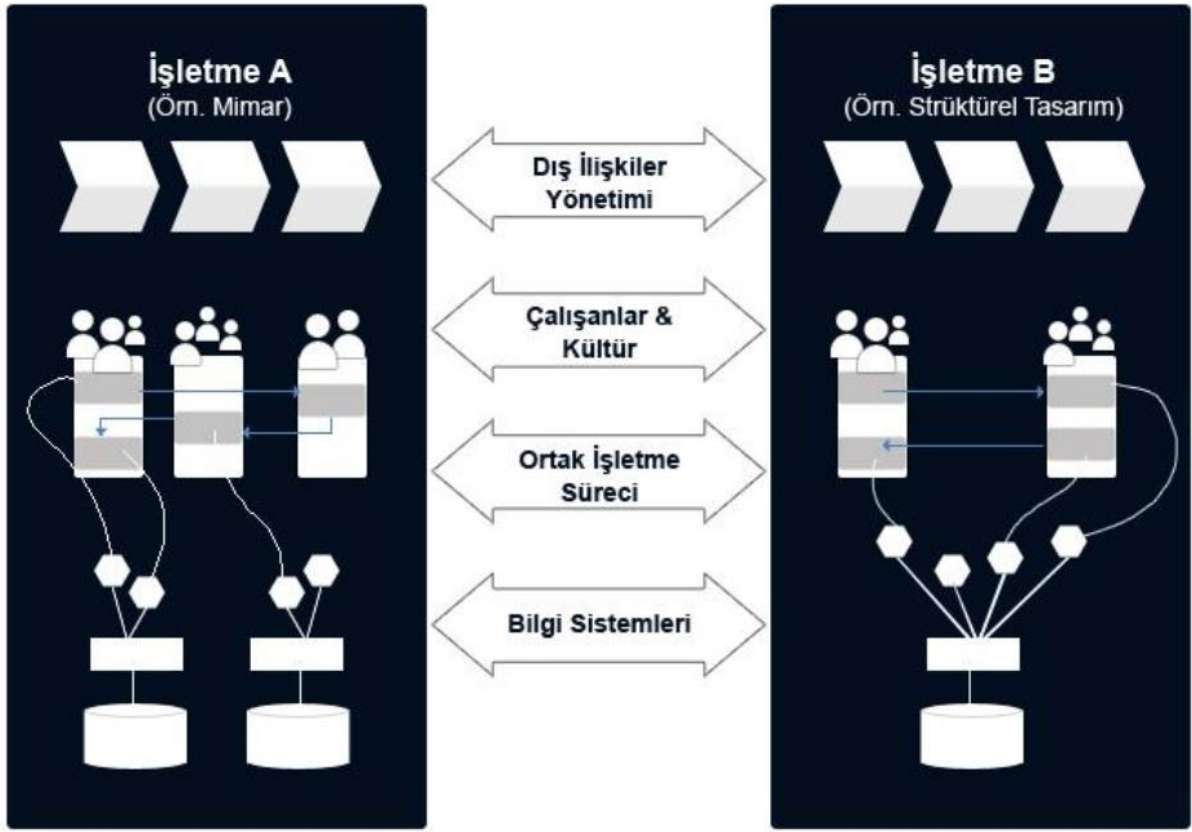 İşletme A
(Örn. Mimar)
İşletme B
(Örn. Strüktürel Tasarım)
Dış İlişkiler
Yönetimi
Çalışanlar &
Kültür
Ortak İşletme
Süreci
Bilgi Sistemleri